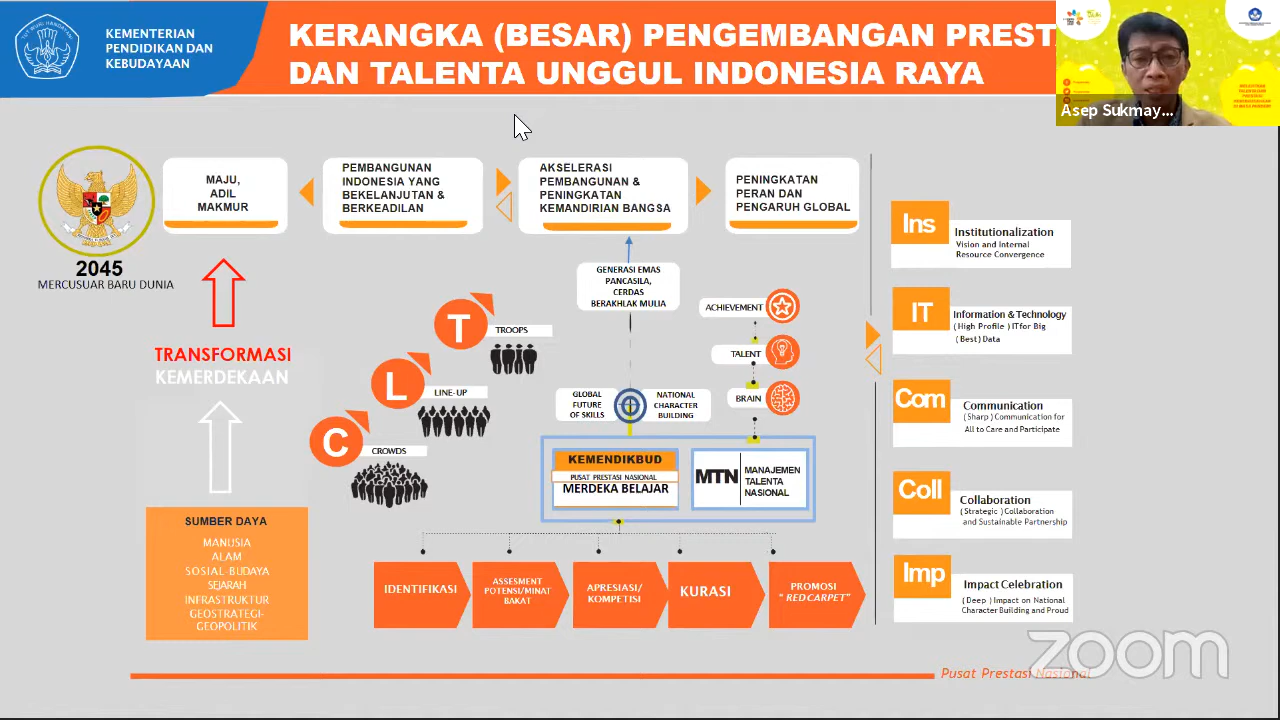 KEMENTERIAN
PENDIDIKAN DAN
KEBUDAYAAN
KERANGKA (BESAR) PENGEMBANGAN PREST
DAN TALENTA UNGGUL INDONESIA RAYA
Asep Sukmay...
2045
MERCUSUAR BARU DUNIA
MAJU,
ADIL
MAKMUR
PEMBANGUNAN
INDONESIA YANG
BEKELANJUTAN &
BERKEADILAN
AKSELERASI
PEMBANGUNAN &
PENINGKATAN
KEMANDIRIAN BANGSA
PENINGKATAN
PERAN DAN
PENGARUH GLOBAL
TRANSFORMASI
KEMERDEKAAN
SUMBER DAYA
MANUSIA
ALAM
SOSIAL-BUDAYA
SEJARAH
INFRASTRUKTUR
GEOSTRATEGI-
GEOPOLITIK
T
TROOPS
L
LINE-UP
C
CROWDS
GENERASI EMAS
PANCASILA,
CERDAS
BERAKHLAK MULIA
GLOBAL
FUTURE
OF SKILLS
NATIONAL
CHARACTER
BUILDING
ACHIEVEMENT
TALENT
BRAIN
KEMENDIKBUD
PUSAT PRESTASI NASIONAL
MERDEKA BELAJAR
MTN
MANAJEMEN
TALENTA
NASIONAL
IDENTIFIKASI
ASSESMENT
POTENSI/MINAT
BAKAT
APRESIASI/
KOMPETISI
KURASI
PROMOSI
“ REDCARPET”
Ins
Institutionalization
Vision and Internal
Resource Convergence
IT
Information & Technology
(High Profile ) ITfor Big
(Best) Data
Com
Communication
(Sharp ) Communication for
All to Care and Participate
Coll
Collaboration
(Strategic ) Collaboration
and Sustainable Partnership
Imp
Impact Celebration
(Deep ) Impact on National
Character Building and Proud
Pusat Prestasi Nasional
zoom